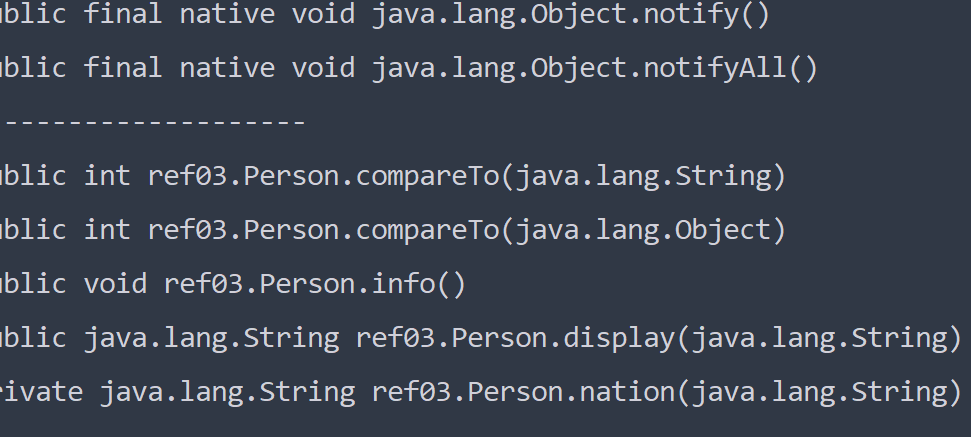 ublic final native void java.lang.Object.notify()
ublic final native void java.lang.Object.notifyAll()
-------------------
ublic int ref03.Person.compareTo(java.lang.String)
ublic int ref03.Person.compareTo(java.lang.Object)
ublic void ref03.Person.info()
ublic java.lang.String ref03.Person.display(java.lang.String)
rivate java.lang.String ref03.Person.nation(java.lang.String)